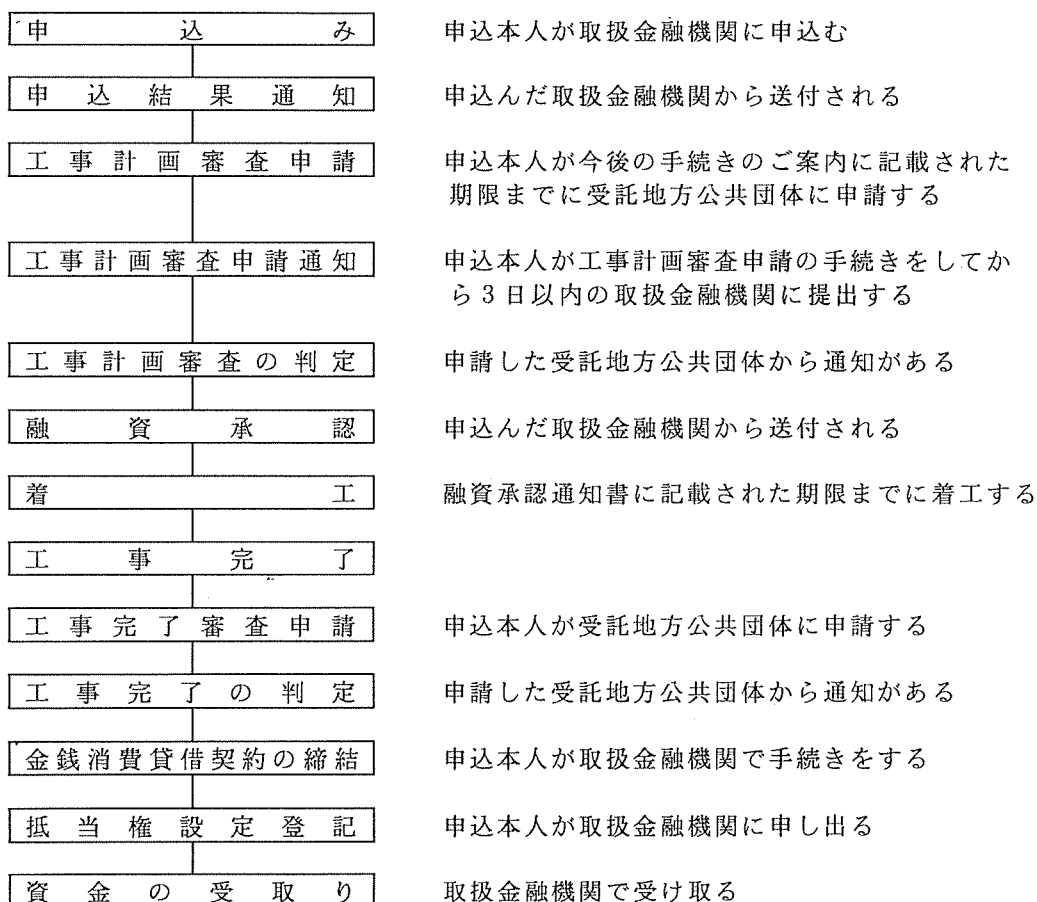 申込み 申込本人が取扱金融機関に申込む
申込結果通知 申込んだ取扱金融機関から送付される
工事計画審査申請 申込本人が今後の手続きのご案内に記載された
期限までに受託地方公共団体に申請する
工事計画審査申請通知 申込本人が工事計画審査申請の手続きをしてか
ら3日以内の取扱金融機関に提出する
工事計画審査の判定 申請した受託地方公共団体から通知がある
融資承認 申込んだ取扱金融機関から送付される
着工 融資承認通知書に記載された期限までに着工する
工事完了
工事完了審査申請 申込本人が受託地方公共団体に申請する
工事完了の判定 申請した受託地方公共団体から通知がある
金銭消費貸借契約の締結 申込本人が取扱金融機関で手続きをする
抵当権設定登記 申込本人が取扱金融機関に申し出る
資金の受取り 取扱金融機関で受け取る